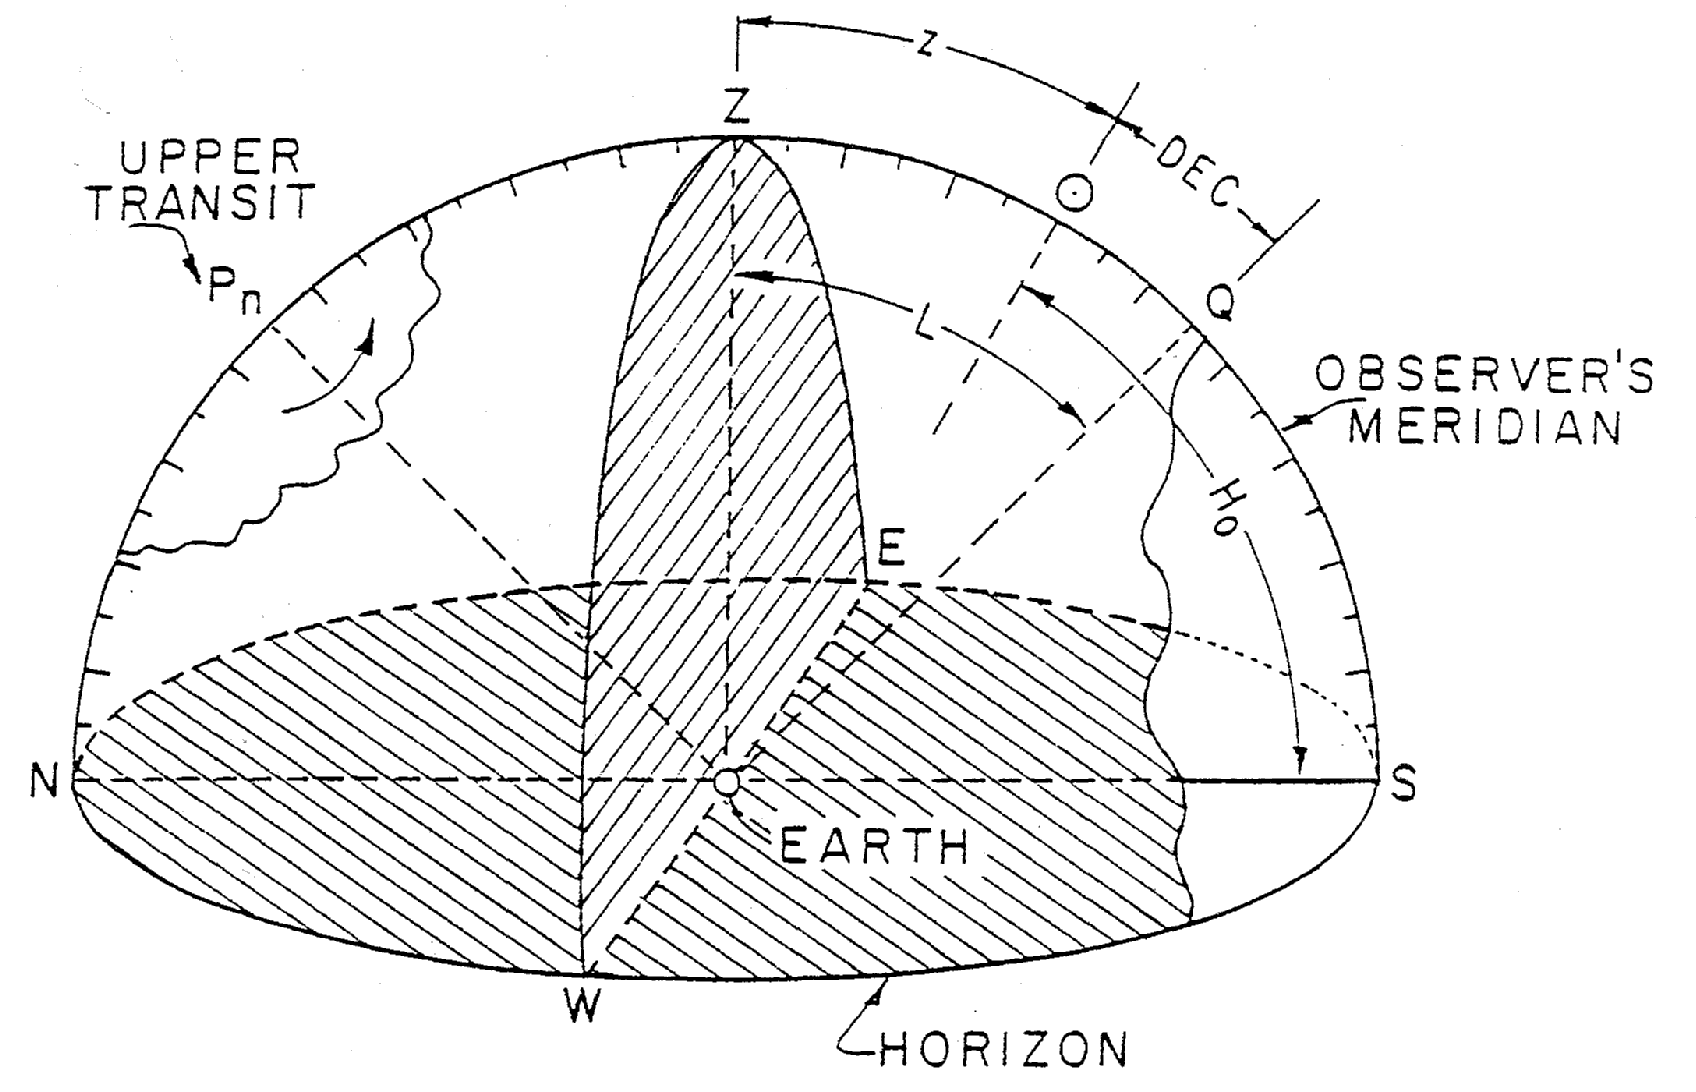 z
Z
DEC
UPPER
TRANSIT
Pn
Q
L
OBSERVER'S
MERIDIAN
Ho
E
N
S
EARTH
W
HORIZON